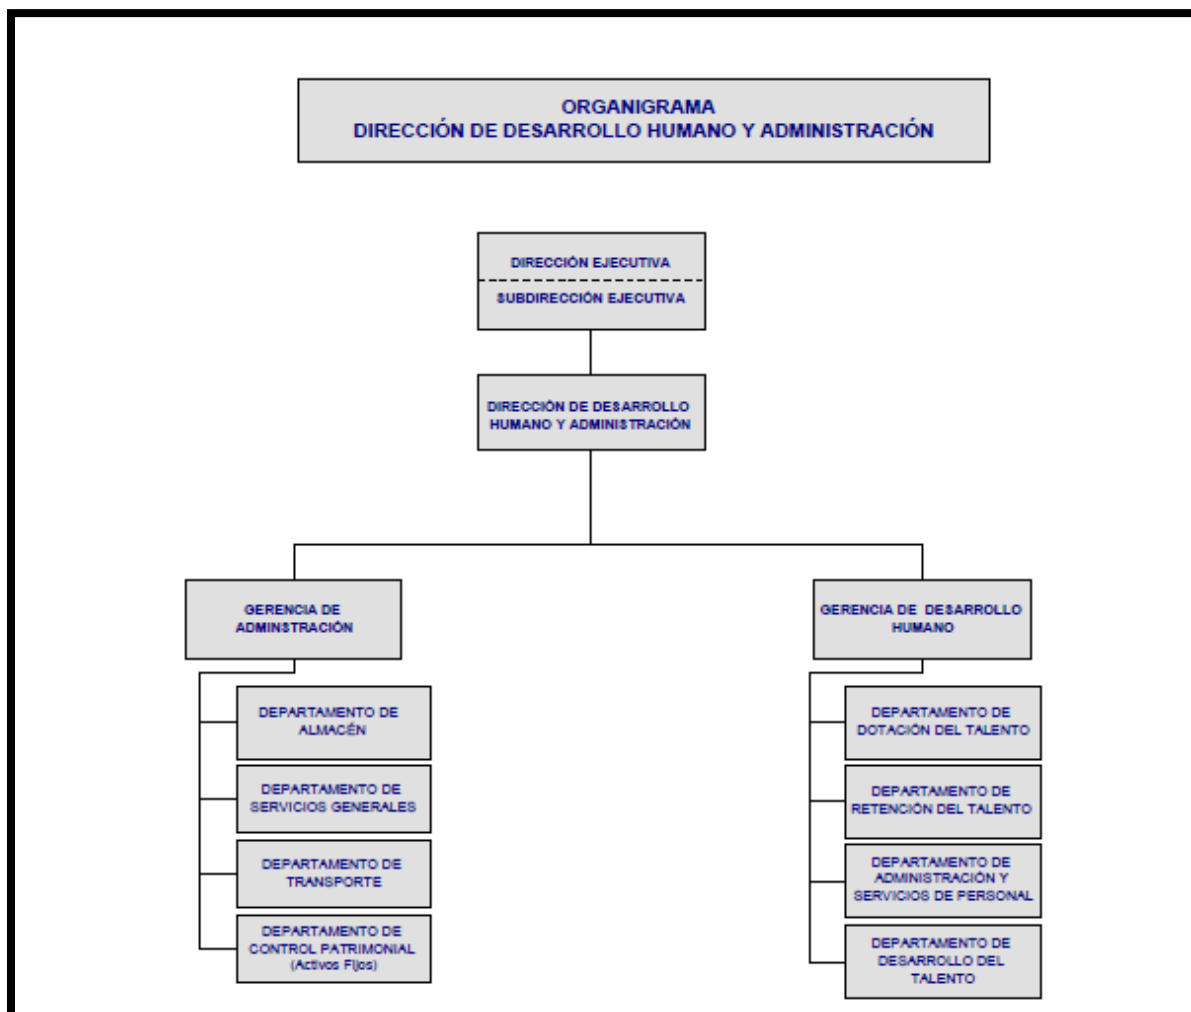 ORGANIGRAMA
DIRECCIÓN DE DESARROLLO HUMANO Y ADMINISTRACIÓN
DIRECCIÓN EJECUTIVA
SUBDIRECCIÓN EJECUTIVA
DIRECCIÓN DE DESARROLLO
HUMANO Y ADMINISTRACIÓN
GERENCIA DE
ADMINSTRACIÓN
DEPARTAMENTO DE
ALMACÉN
DEPARTAMENTO DE
SERVICIOS GENERALES
DEPARTAMENTO DE
TRANSPORTE
DEPARTAMENTO DE
CONTROL PATRIMONIAL
(Activos Fijos)
GERENCIA DE DESARROLLO
HUMANO
DEPARTAMENTO DE
DOTACIÓN DEL TALENTO
DEPARTAMENTO DE
RETENCIÓN DEL TALENTO
DEPARTAMENTO DE
ADMINISTRACIÓN Y
SERVICIOS DE PERSONAL
DEPARTAMENTO DE
DESARROLLO DEL
TALENTO